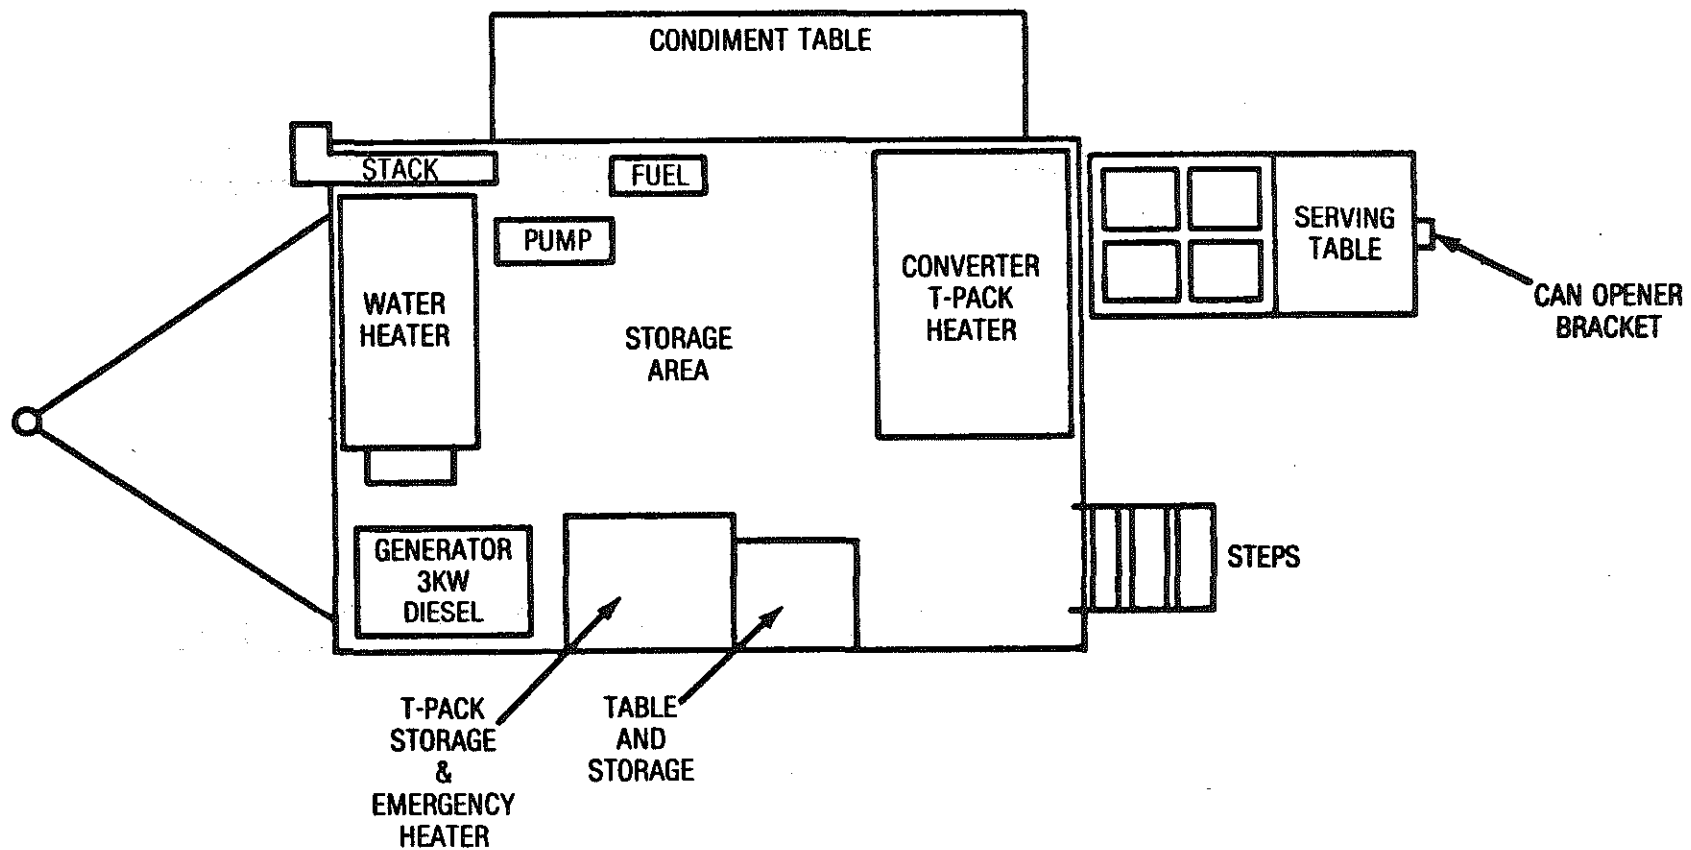 CONDIMENT TABLE
STACK
FUEL
PUMP
WATER
HEATER
STORAGE
AREA
CONVERTER
T-PACK
HEATER
SERVING
TABLE
CAN OPENER
BRACKET
GENERATOR
3KW
DIESEL
STEPS
T-PACK
STORAGE
&
EMERGENCY
HEATER
TABLE
AND
STORAGE